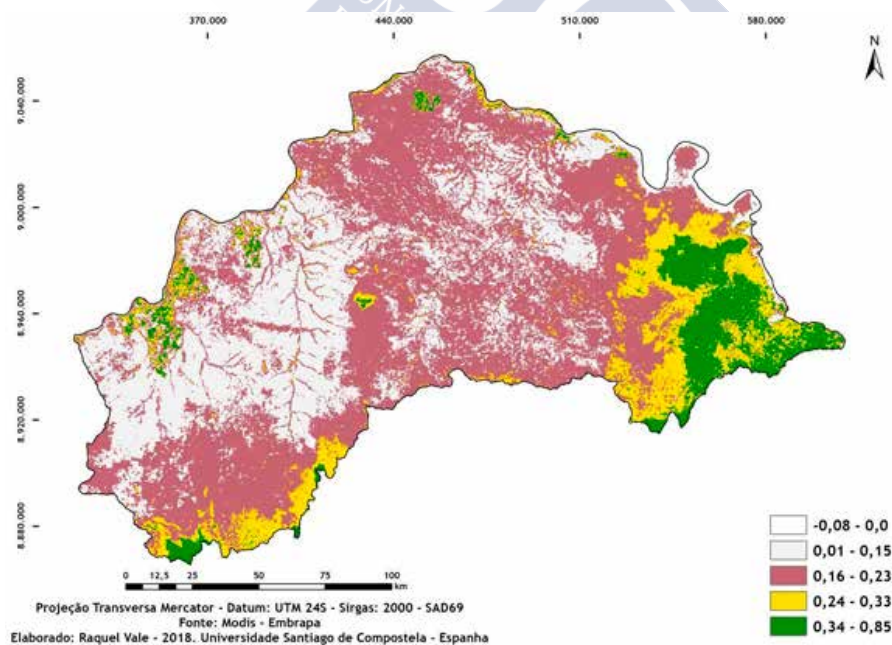 ON
370.000 440.000 510.000 580.000
N
9.040.000
9.000.000
8.960.000
8.920.000
8.880.000
-0,08 - 0,0
0,01 - 0,15
0,16 - 0,23
0,24 - 0,33
0,34 - 0,85
0 12,5 25 50 75 100
km
Projeção Transversa Mercator - Datum: UTM 24S - Sirgas: 2000 - SAD69
Fonte: Modis - Embrapa
Elaborado: Raquel Vale - 2018. Universidade Santiago de Compostela - Espanha